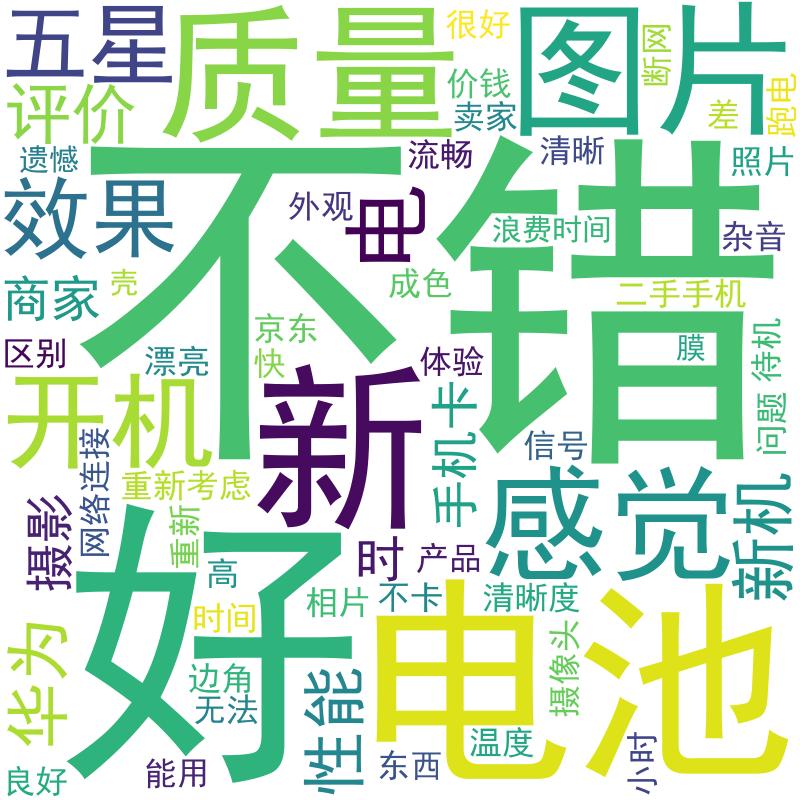 五星
质量
很好
图片
断网
评价
价钱
卖家
差
跑电
遗憾
不错
流畅
清晰
照片
效果
外观
电
浪费时间
杂音
商家
壳
成色
二手手机
区别
漂亮
京东
快
体验
膜
待机
开机
新
手机卡
信号
问题
网络连接
重新考虑
感觉
新机
摄影
好
重新
时
产品
高
相片
不卡
清晰度
华为
时间
电池
摄像头
边角
无法
性能
温度
小时
良好
能用
东西